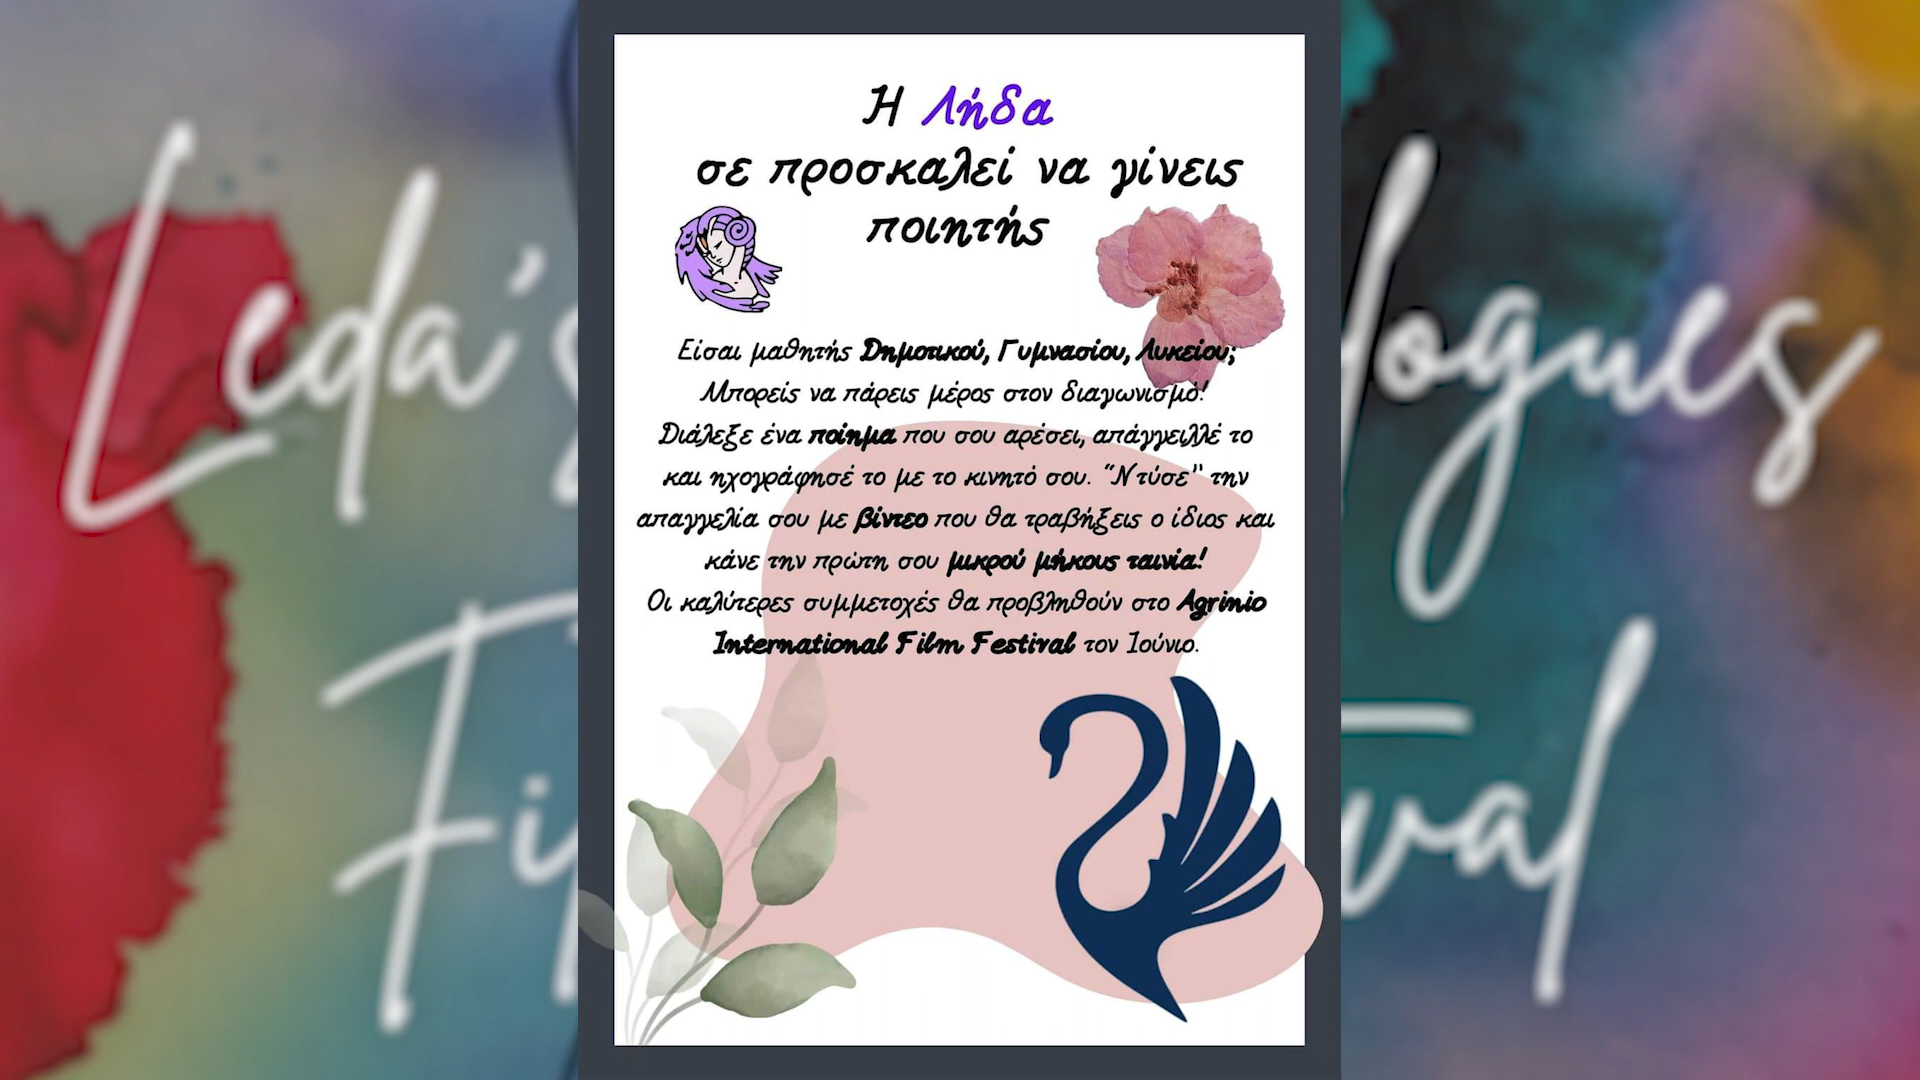 Η Λήδα
σε προσκαλεί να γίνεις
ποιητής
Είσαι μαθητής Δημοτικού, Γυμνασίου, Λυκείου;
Μπορείς να πάρεις μέρος στον διαγωνισμό!
Διάλεξε ένα ποίημα που σου αρέσει, απάγγειλλέ το
και ηχογράφησέ το με το κινητό σου. “Ντύσε” την
απαγγελία σου με βίντεο που θα τραβήξεις ο ίδιος και
κάνε την πρώτη σου μικρού μήκους ταινία!
Οι καλύτερες συμμετοχές θα προβληθούν στο Agrinio
International Film Festival τον Ιούνιο.
Leda's